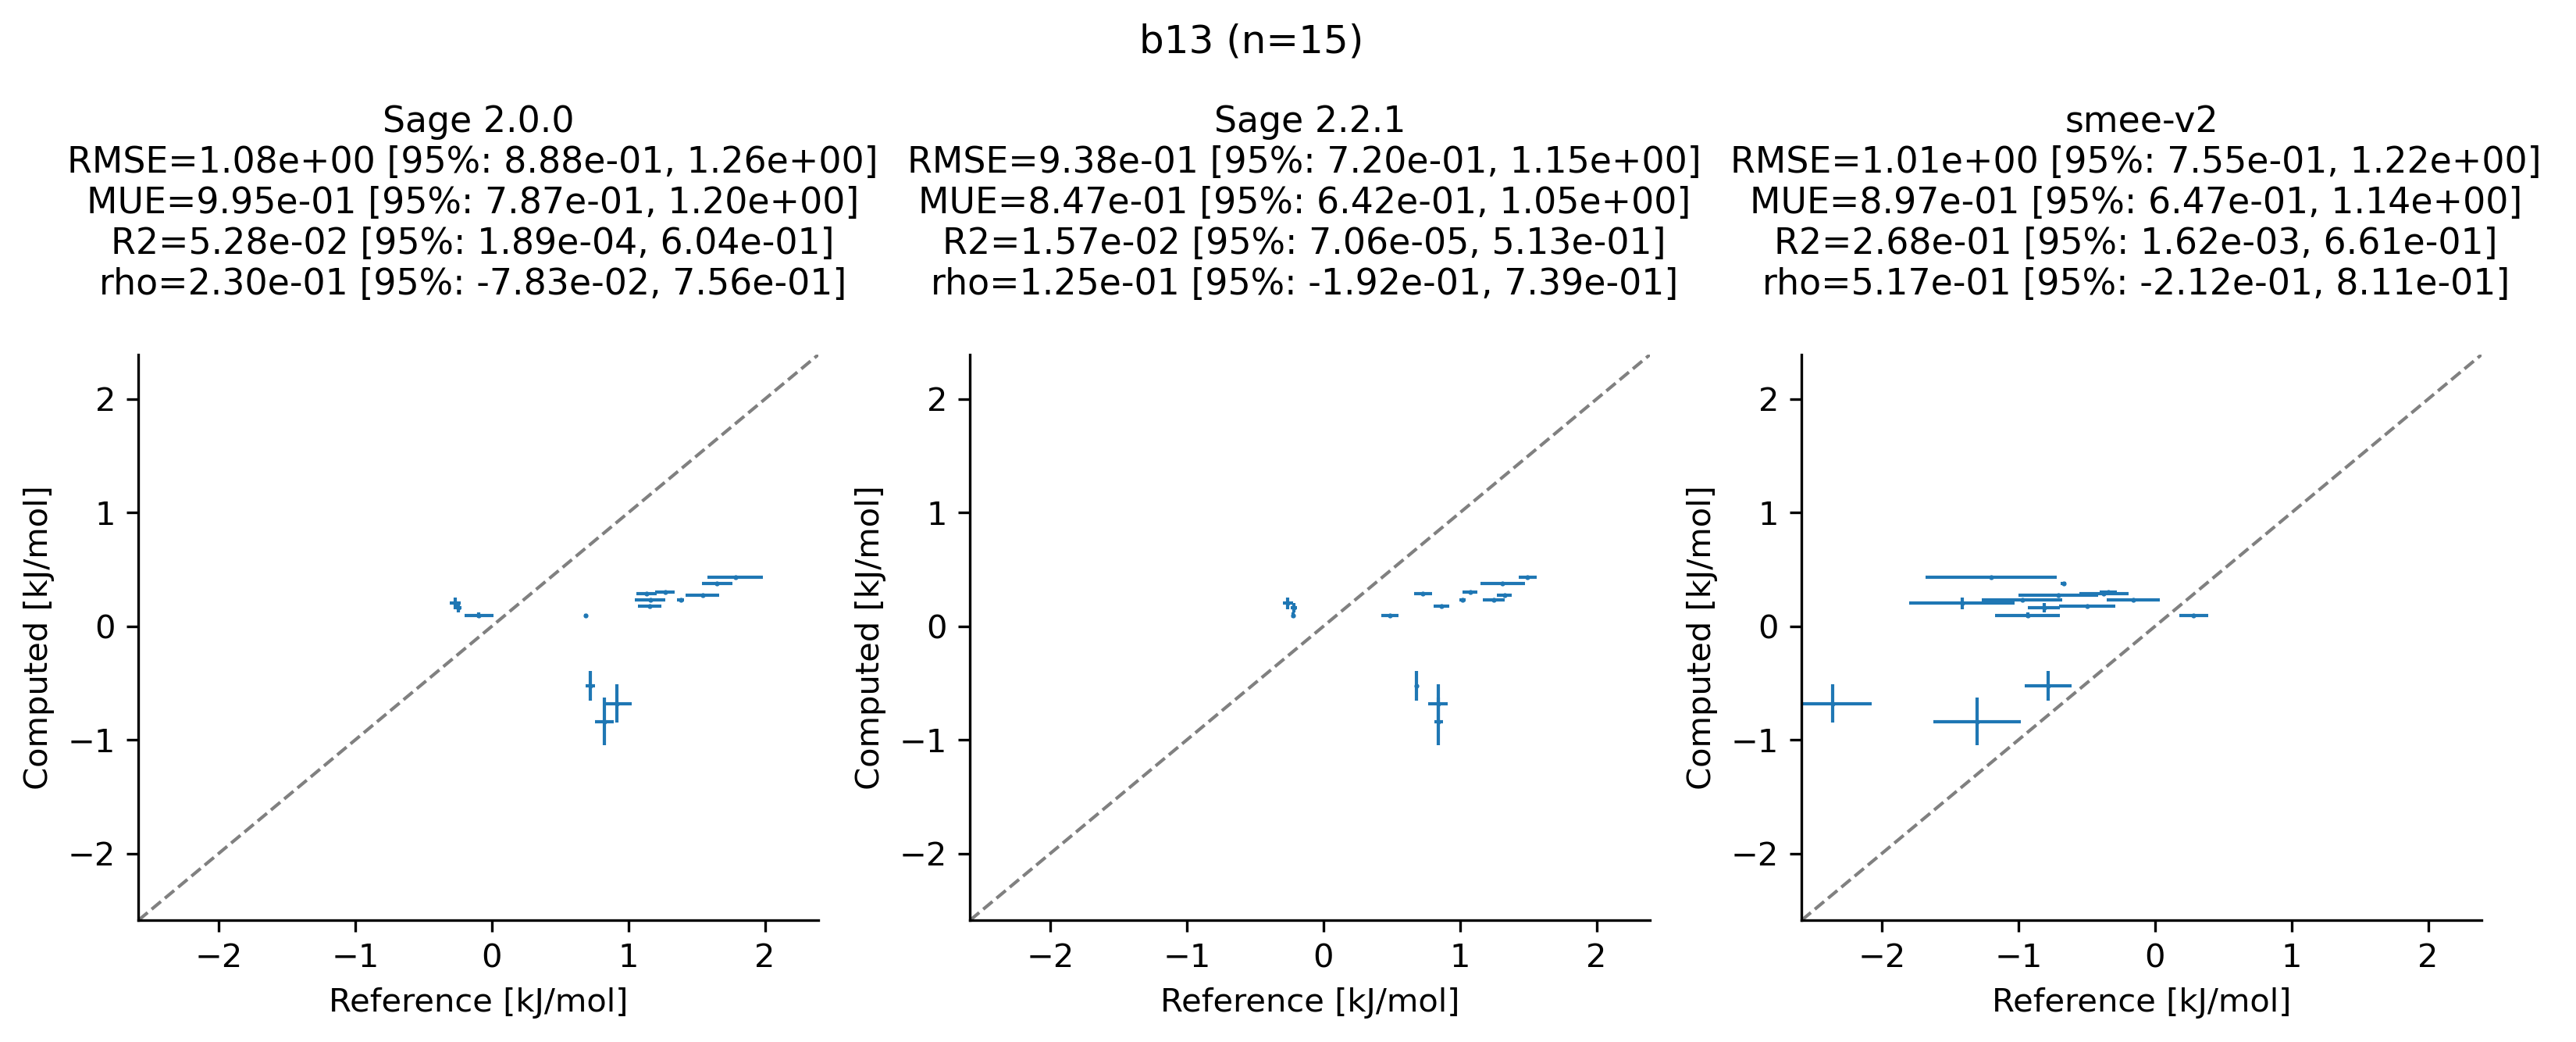 b13 (n=15)
Sage 2.0.0
RMSE=1.08e+00 [95%: 8.88e-01, 1.26e+00]
MUE=9.95e-01 [95%: 7.87e-01, 1.20e+00]
R2=5.28e-02 [95%: 1.89e-04, 6.04e-01]
rho=2.30e-01 [95%: -7.83e-02, 7.56e-01]
Sage 2.2.1
RMSE=9.38e-01 [95%: 7.20e-01, 1.15e+00]
MUE=8.47e-01 [95%: 6.42e-01, 1.05e+00]
R2=1.57e-02 [95%: 7.06e-05, 5.13e-01]
rho=1.25e-01 [95%: -1.92e-01, 7.39e-01]
smee-v2
RMSE=1.01e+00 [95%: 7.55e-01, 1.22e+00]
MUE=8.97e-01 [95%: 6.47e-01, 1.14e+00]
R2=2.68e-01 [95%: 1.62e-03, 6.61e-01]
rho=5.17e-01 [95%: -2.12e-01, 8.11e-01]
Computed [kJ/mol]
2
1
0
−1
−2
−2 −1 0 1 2
Reference [kJ/mol]
Computed [kJ/mol]
2
1
0
−1
−2
−2 −1 0 1 2
Reference [kJ/mol]
Computed [kJ/mol]
2
1
0
−1
−2
−2 −1 0 1 2
Reference [kJ/mol]